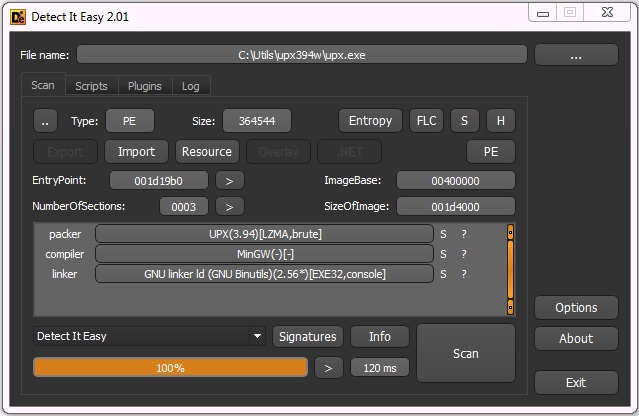 Detect It Easy 2.01
File name: C:\Utils\upx394w\upx.exe ...
Scan Scripts Plugins Log
.. Type: PE Size: 364544 Entropy FLC S H
Export Import Resource Overlay .NET PE
EntryPoint: 001d19b0 > ImageBase: 00400000
NumberOfSections: 0003 > SizeOfImage: 001d4000
packer UPX(3.94)[LZMA,brute] S ?
compiler MinGW(-)[-] S ?
linker GNU linker ld (GNU Binutils)(2.56*)[EXE32,console] S ?
Options
Detect It Easy Signatures Info Scan About
100% > 120 ms
Exit